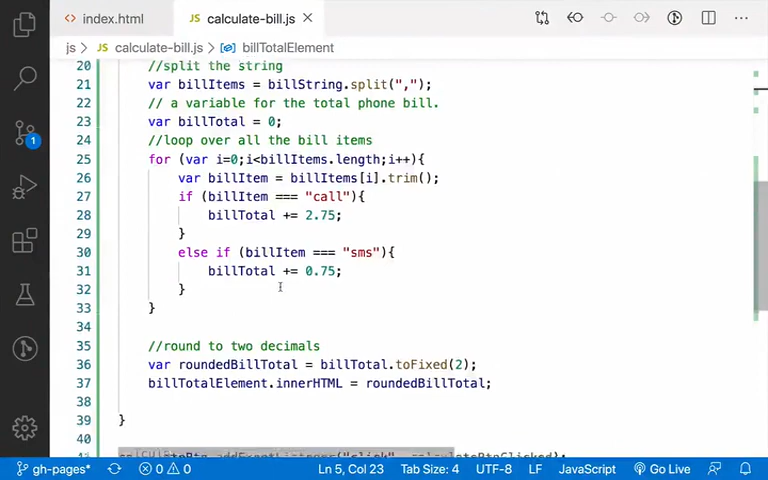 index.html
calculate-bill.js
js > calculate-bill.js > billTotalElement
20 //split the string
21 var billItems = billString.split(",");
22 // a variable for the total phone bill.
23 var billTotal = 0;
24 //loop over all the bill items
25 for (var i=0;i<billItems.length;i++){
26 var billItem = billItems[i].trim();
27 if (billItem === "call"){
28 billTotal += 2.75;
29 }
30 else if (billItem === "sms"){
31 billTotal += 0.75;
32 }
33 }
34
35 //round to two decimals
36 var roundedBillTotal = billTotal.toFixed(2);
37 billTotalElement.innerHTML = roundedBillTotal;
38
39 }
40
1
gh-pages* 0 0 Ln 5, Col 23 Tab Size: 4 UTF-8 LF JavaScript Go Live